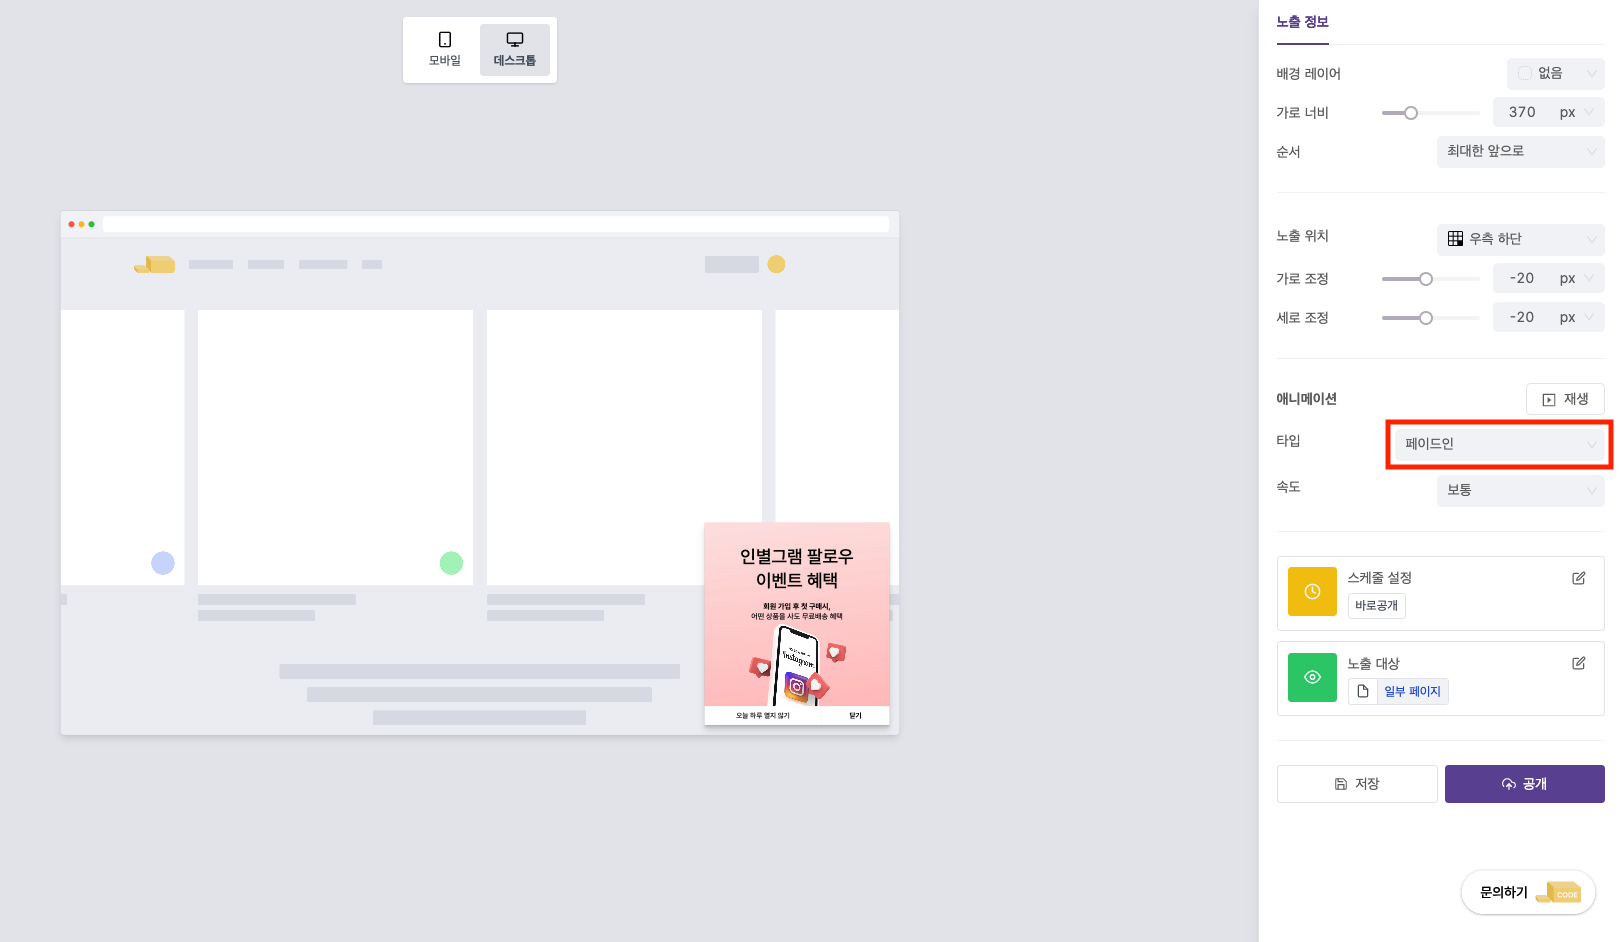 모바일
데스크톱
인별그램 팔로우
이벤트 혜택
회원 가입 후 첫 구매시,
어떤 상품을 사도 무료배송 혜택
Instagram
오늘 하루 열지 않기
닫기
노출 정보
배경 레이어
없음
가로 너비
370 px
순서
최대한 앞으로
노출 위치
우측 하단
가로 조정
-20 px
세로 조정
-20 px
애니메이션
재생
타입
페이드인
속도
보통
스케줄 설정
바로공개
노출 대상
일부 페이지
저장
공개
문의하기
CODE